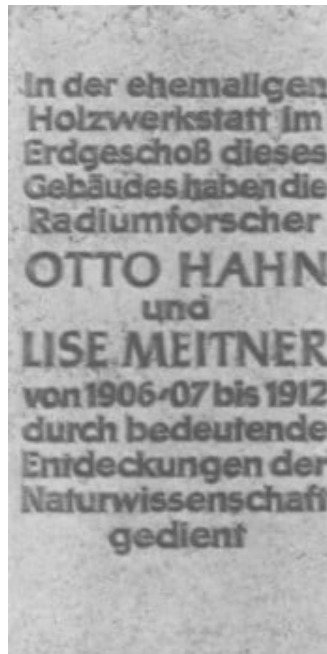 In der ehemaligen
Holzwerkstatt im
Erdgeschoß dieses
Gebäudes haben die
Radiumforscher
OTTO HAHN
und
LISE MEITNER
von 1906-07 bis 1912
durch bedeutende
Entdeckungen der
Naturwissenschaft
gedient